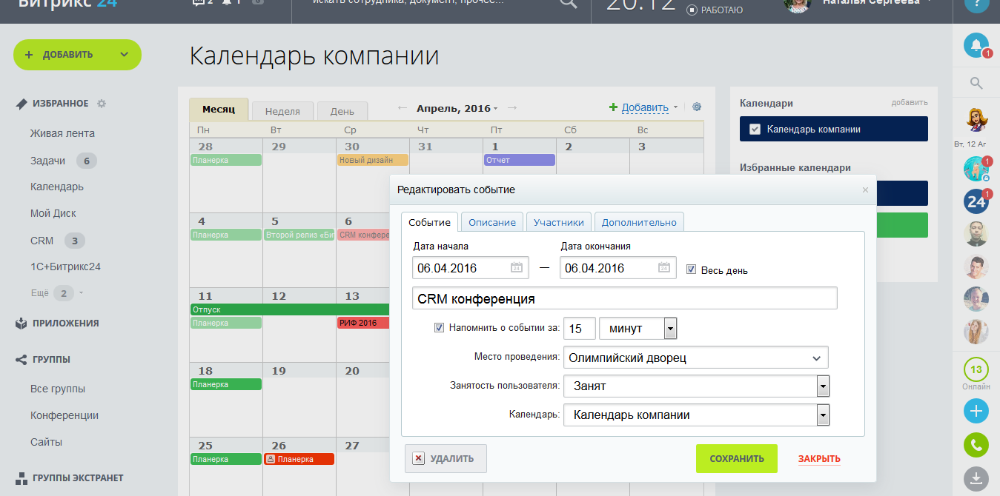 Битрикс 24
2
1
искать сотрудника, документ, прочее...
20:12
РАБОТАЮ
Наталья Сергеева
?
+ ДОБАВИТЬ
Календарь компании
1
ИЗБРАННОЕ
Живая лента
Задачи 6
Календарь
Мой Диск
CRM 3
1С+Битрикс24
Ещё 2
ПРИЛОЖЕНИЯ
ГРУППЫ
Все группы
Конференции
Сайты
ГРУППЫ ЭКСТРАНЕТ
Месяц Неделя День
← Апрель, 2016 →
Добавить
Пн Вт Ср Чт Пт Сб Вс
28 29 30 31 1 2 3
Планерка Новый дизайн Отчет
4 5 6
Планерка Второй релиз «Би CRM конфере
11 12 13
Отпуск
Планерка РИФ 2016
18 19 20
Планерка
25 26 27
Планерка Планерка
Календари добавить
Календарь компании
Избранные календари
Редактировать событие ×
Событие Описание Участники Дополнительно
Дата начала Дата окончания
06.04.2016 — 06.04.2016 Весь день
CRM конференция
Напомнить о событии за: 15 минут
Место проведения: Олимпийский дворец
Занятость пользователя: Занят
Календарь: Календарь компании
УДАЛИТЬ СОХРАНИТЬ ЗАКРЫТЬ
Вт, 12 Аг
1
24 1
13
Онлайн